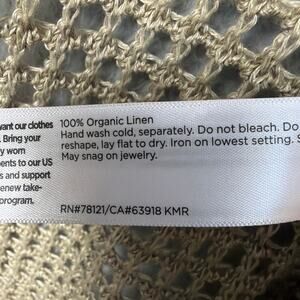 want our clothes
. Bring your
y worn
ents to our US
s and support
enew take-
program.
100% Organic Linen
Hand wash cold, separately. Do not bleach. Do
reshape, lay flat to dry. Iron on lowest setting. S
May snag on jewelry.
RN#78121/CA#63918 KMR